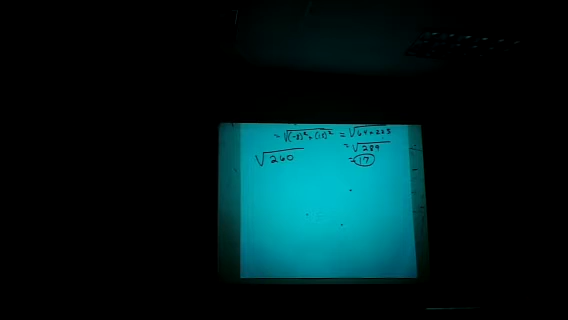 = √(-8)² + (15)² = √64+225
= √289
√260
= 17